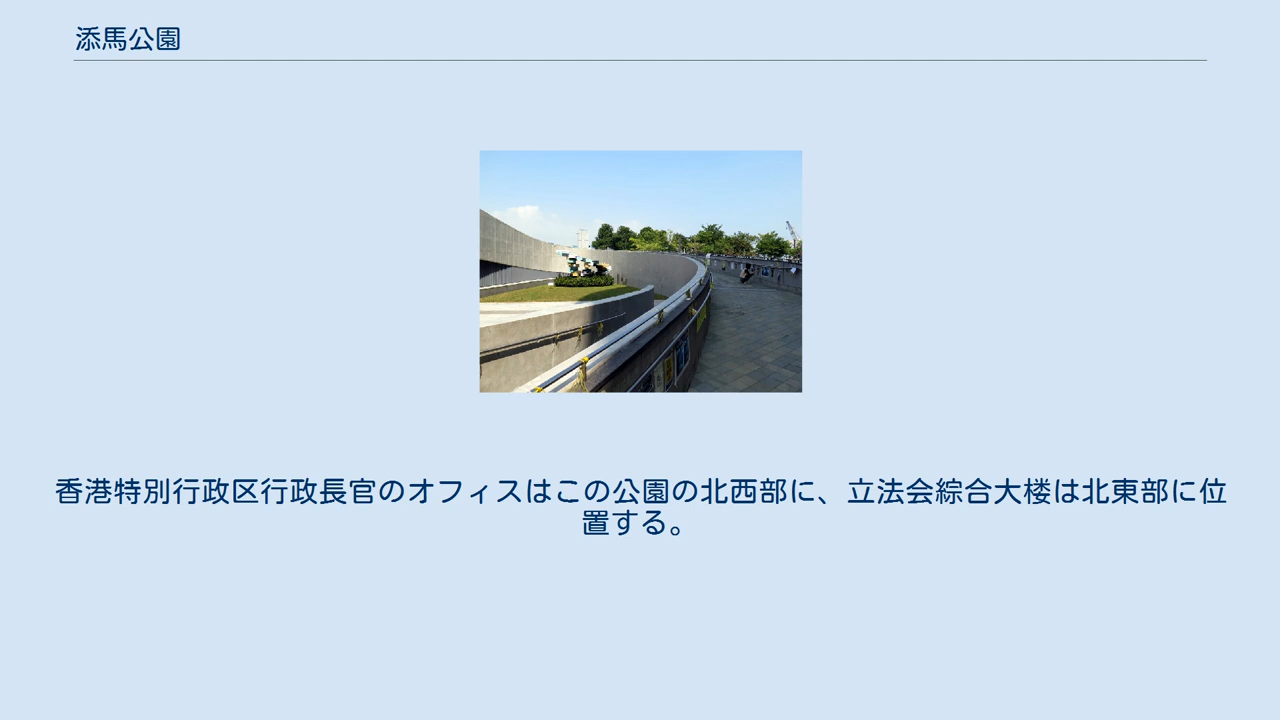 添馬公園
香港特別行政区行政長官のオフィスはこの公園の北西部に、立法会綜合大楼は北東部に位
置する。